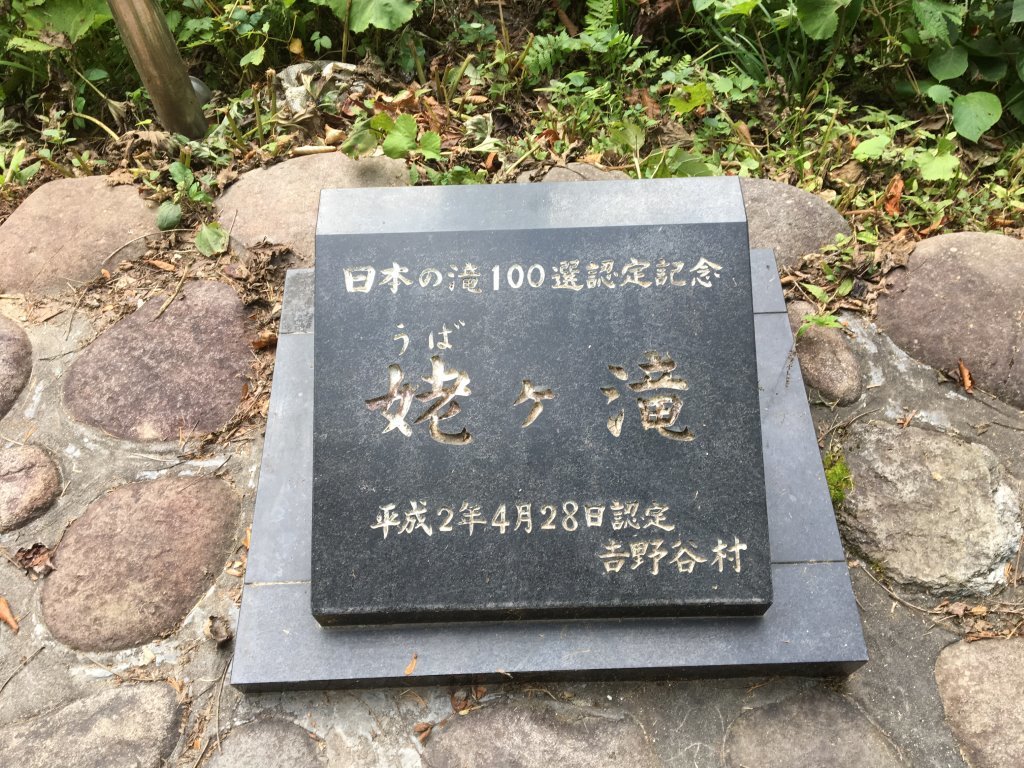 日本の滝100選認定記念
うば
姥ヶ滝
平成2年4月28日認定
𠮷野谷村